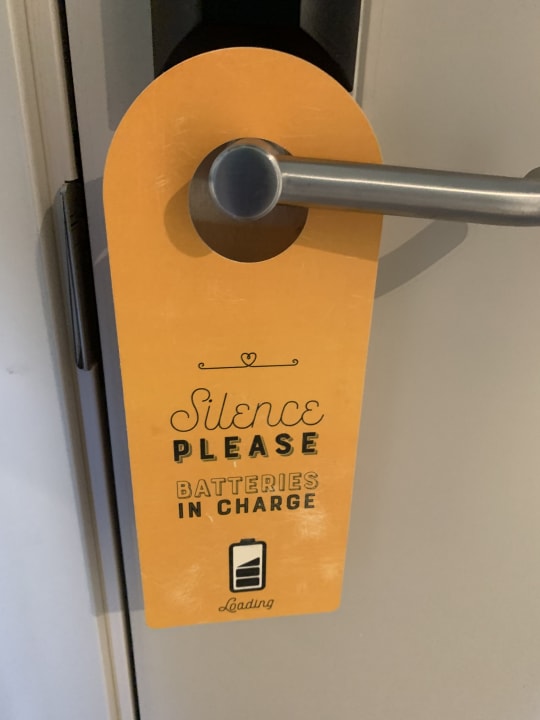 Silence
PLEASE
BATTERIES
IN CHARGE
Loading